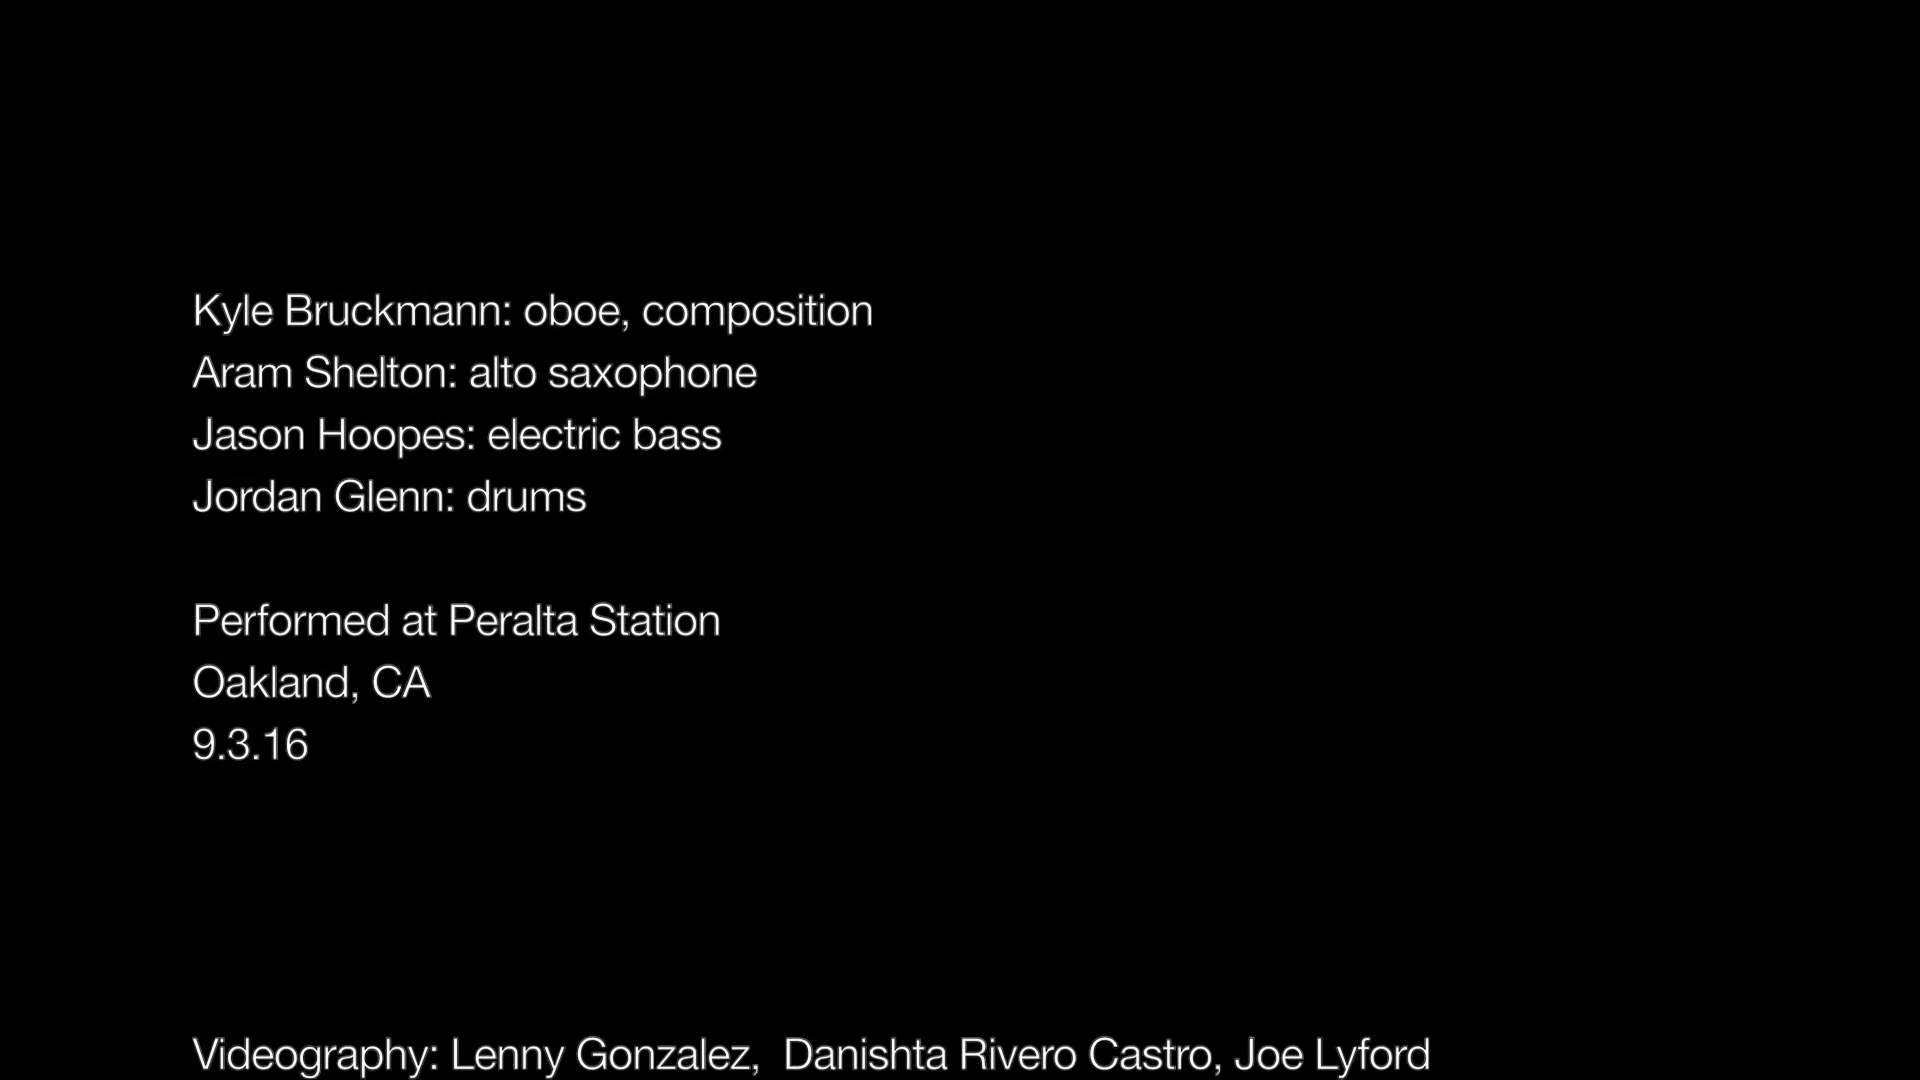 Kyle Bruckmann: oboe, composition
Aram Shelton: alto saxophone
Jason Hoopes: electric bass
Jordan Glenn: drums
Performed at Peralta Station
Oakland, CA
9.3.16
Videography: Lenny Gonzalez,  Danishta Rivero Castro, Joe Lyford